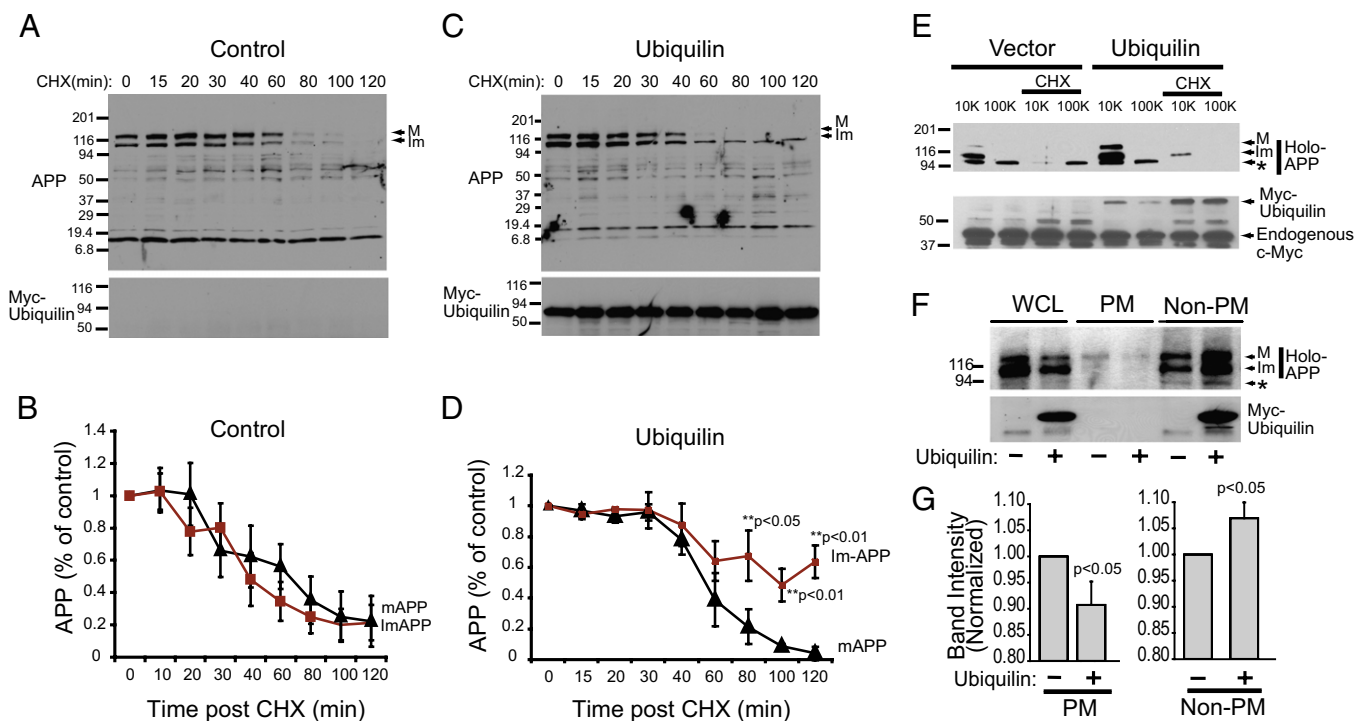 A
Control
CHX(min): 0 15 20 30 40 60 80 100 120
201
116
94
50
37
29
19.4
6.8
APP
M
Im
Myc-
Ubiquilin
116
94
50
B
Control
APP (% of control)
1.4
1.2
1
0.8
0.6
0.4
0.2
0
mAPP
ImAPP
0 10 20 30 40 60 80 100 120
Time post CHX (min)
C
Ubiquilin
CHX(min): 0 15 20 30 40 60 80 100 120
201
116
94
50
37
29
19.4
6.8
APP
M
Im
Myc-
Ubiquilin
116
94
50
D
Ubiquilin
APP (% of control)
1.4
1.2
1
0.8
0.6
0.4
0.2
0
**p<0.05
**p<0.01
Im-APP
**p<0.01
mAPP
0 15 20 30 40 60 80 100 120
Time post CHX (min)
E
Vector Ubiquilin
CHX CHX
10K 100K 10K 100K 10K 100K 10K 100K
201
116
94
M
Im
*
Holo-
APP
50
37
Myc-
Ubiquilin
Endogenous
c-Myc
F
WCL PM Non-PM
116
94
M
Im
*
Holo-
APP
Myc-
Ubiquilin
Ubiquilin: − + − + − +
G
Band Intensity
(Normalized)
1.10
1.05
1.00
0.95
0.90
0.85
0.80
p<0.05
Ubiquilin: − +
PM
1.10
1.05
1.00
0.95
0.90
0.85
0.80
p<0.05
− +
Non-PM